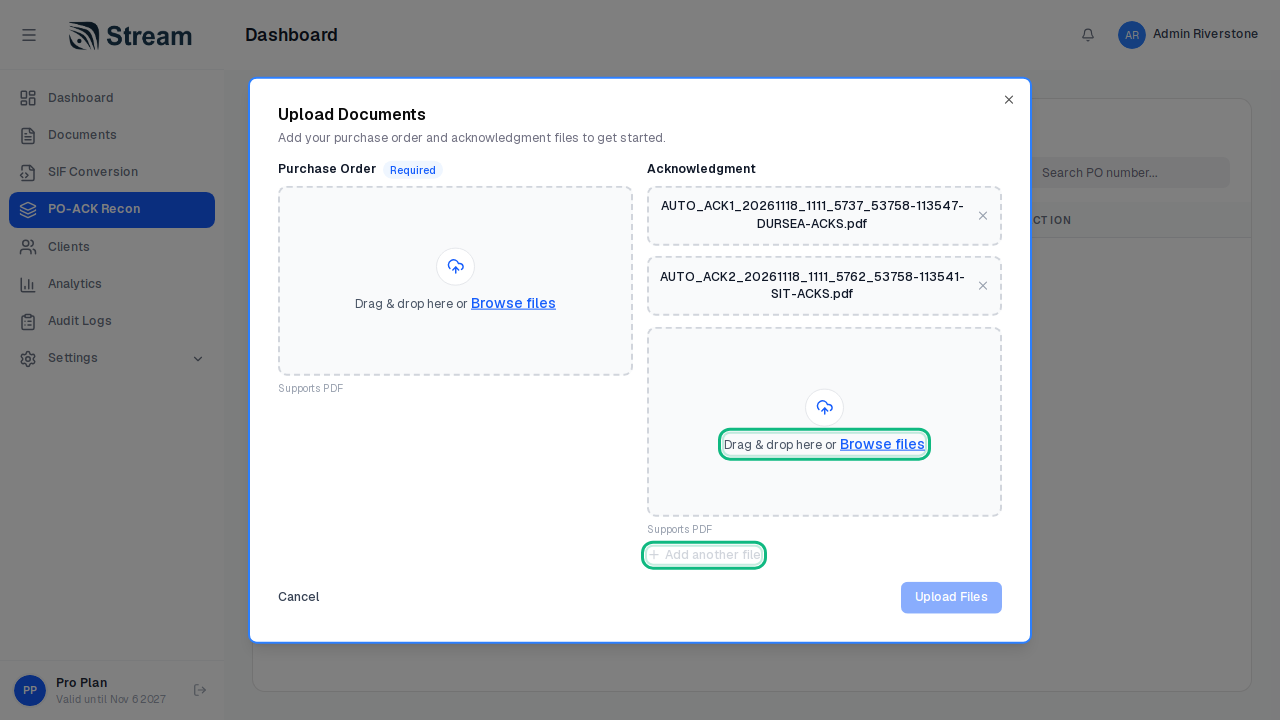 Stream
Dashboard
AR
Admin Riverstone
Dashboard
Documents
SIF Conversion
PO-ACK Recon
Clients
Analytics
Audit Logs
Settings
PP
Pro Plan
Valid until Nov 6 2027
Search PO number...
CTION
Upload Documents
Add your purchase order and acknowledgment files to get started.
Purchase Order
Required
Drag & drop here or Browse files
Supports PDF
Acknowledgment
AUTO_ACK1_20261118_1111_5737_53758-113547-
DURSEA-ACKS.pdf
AUTO_ACK2_20261118_1111_5762_53758-113541-
SIT-ACKS.pdf
Drag & drop here or Browse files
Supports PDF
+ Add another file
Cancel
Upload Files